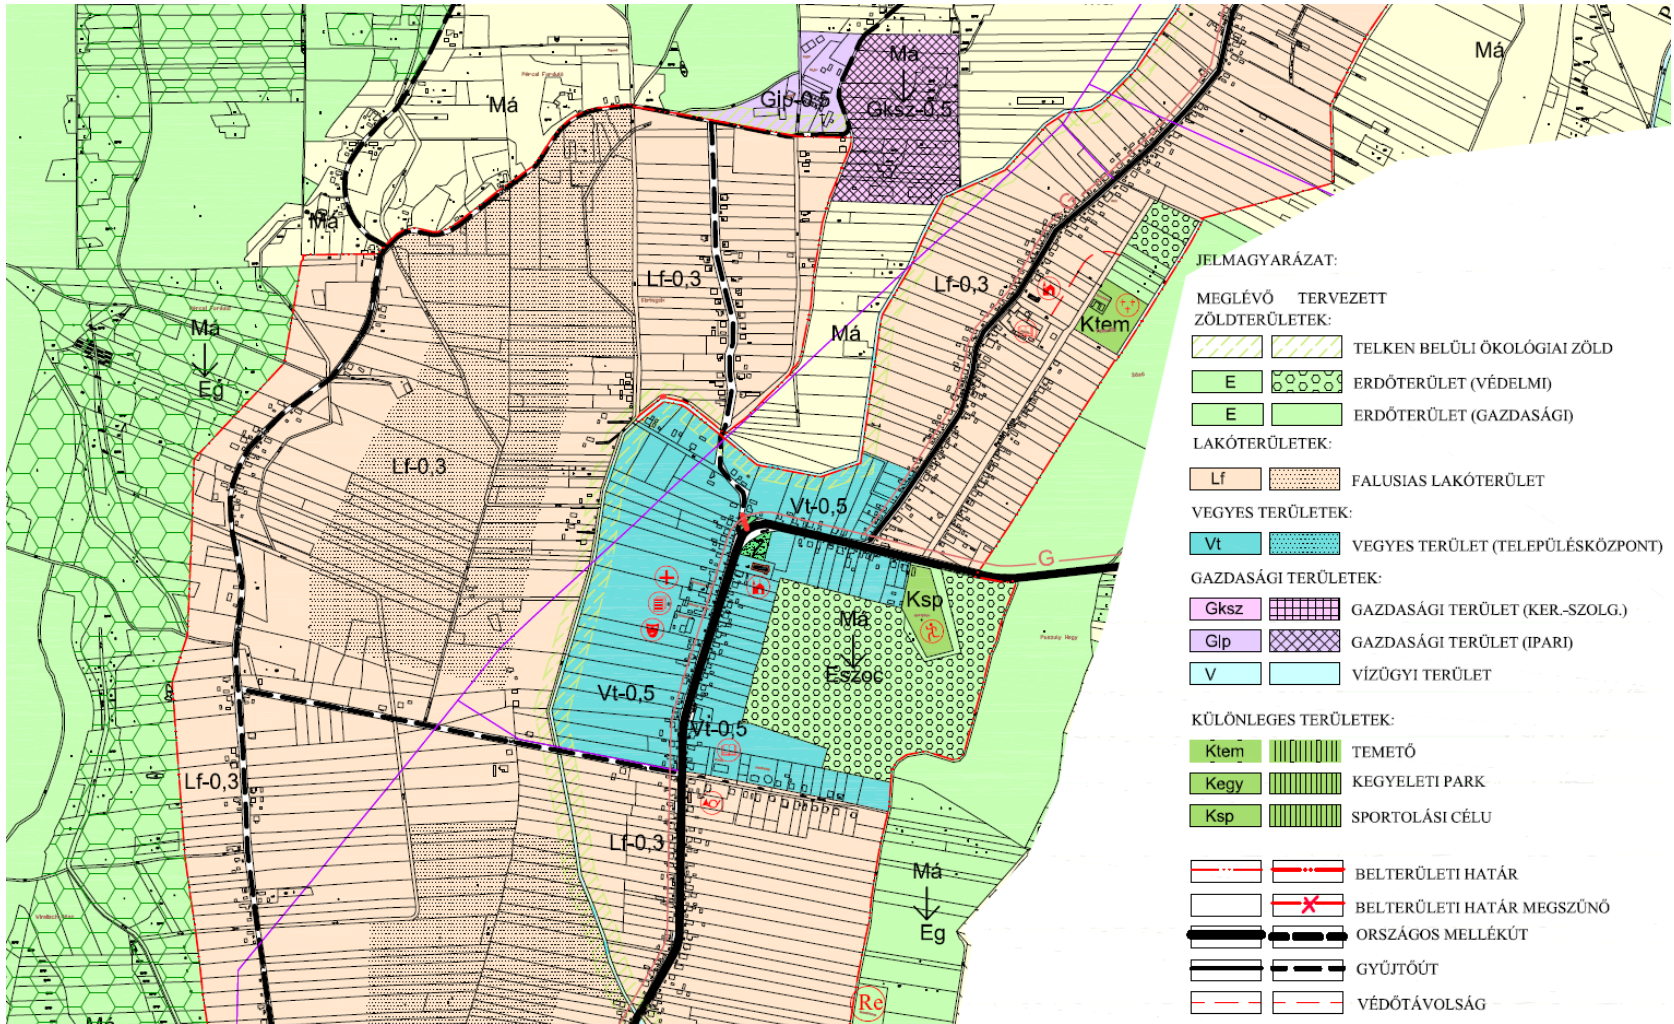 Má
Má
Gip-0,5
Gksz-0,5
Má
Má
Lf-0,3
Lf-0,3
G
Má
Ktem
Má
Eg
Lf-0,3
Vt-0,5
G
Ksp
Má
Eszoc
Vt-0,5
Vt-0,5
Lf-0,3
Lf-0,3
Má
Eg
Re
Má
JELMAGYARÁZAT:
MEGLÉVŐ TERVEZETT
ZÖLDTERÜLETEK:
TELKEN BELÜLI ÖKOLÓGIAI ZÖLD
E ERDŐTERÜLET (VÉDELMI)
E ERDŐTERÜLET (GAZDASÁGI)
LAKÓTERÜLETEK:
Lf FALUSIAS LAKÓTERÜLET
VEGYES TERÜLETEK:
Vt VEGYES TERÜLET (TELEPÜLÉSKÖZPONT)
GAZDASÁGI TERÜLETEK:
Gksz GAZDASÁGI TERÜLET (KER.-SZOLG.)
GIp GAZDASÁGI TERÜLET (IPARI)
V VÍZÜGYI TERÜLET
KÜLÖNLEGES TERÜLETEK:
Ktem TEMETŐ
Kegy KEGYELETI PARK
Ksp SPORTOLÁSI CÉLU
BELTERÜLETI HATÁR
BELTERÜLETI HATÁR MEGSZŰNŐ
ORSZÁGOS MELLÉKÚT
GYŰJTŐÚT
VÉDŐTÁVOLSÁG